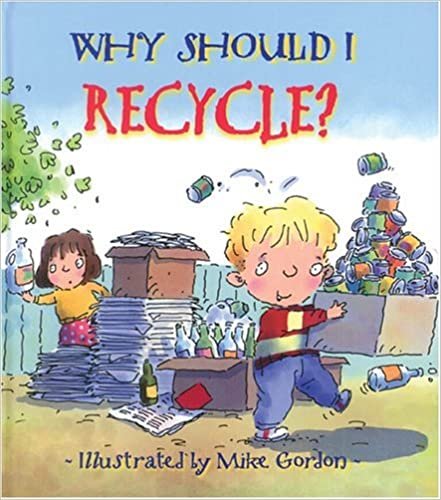 WHY SHOULD I
RECYCLE?
~Illustrated by Mike Gordon~